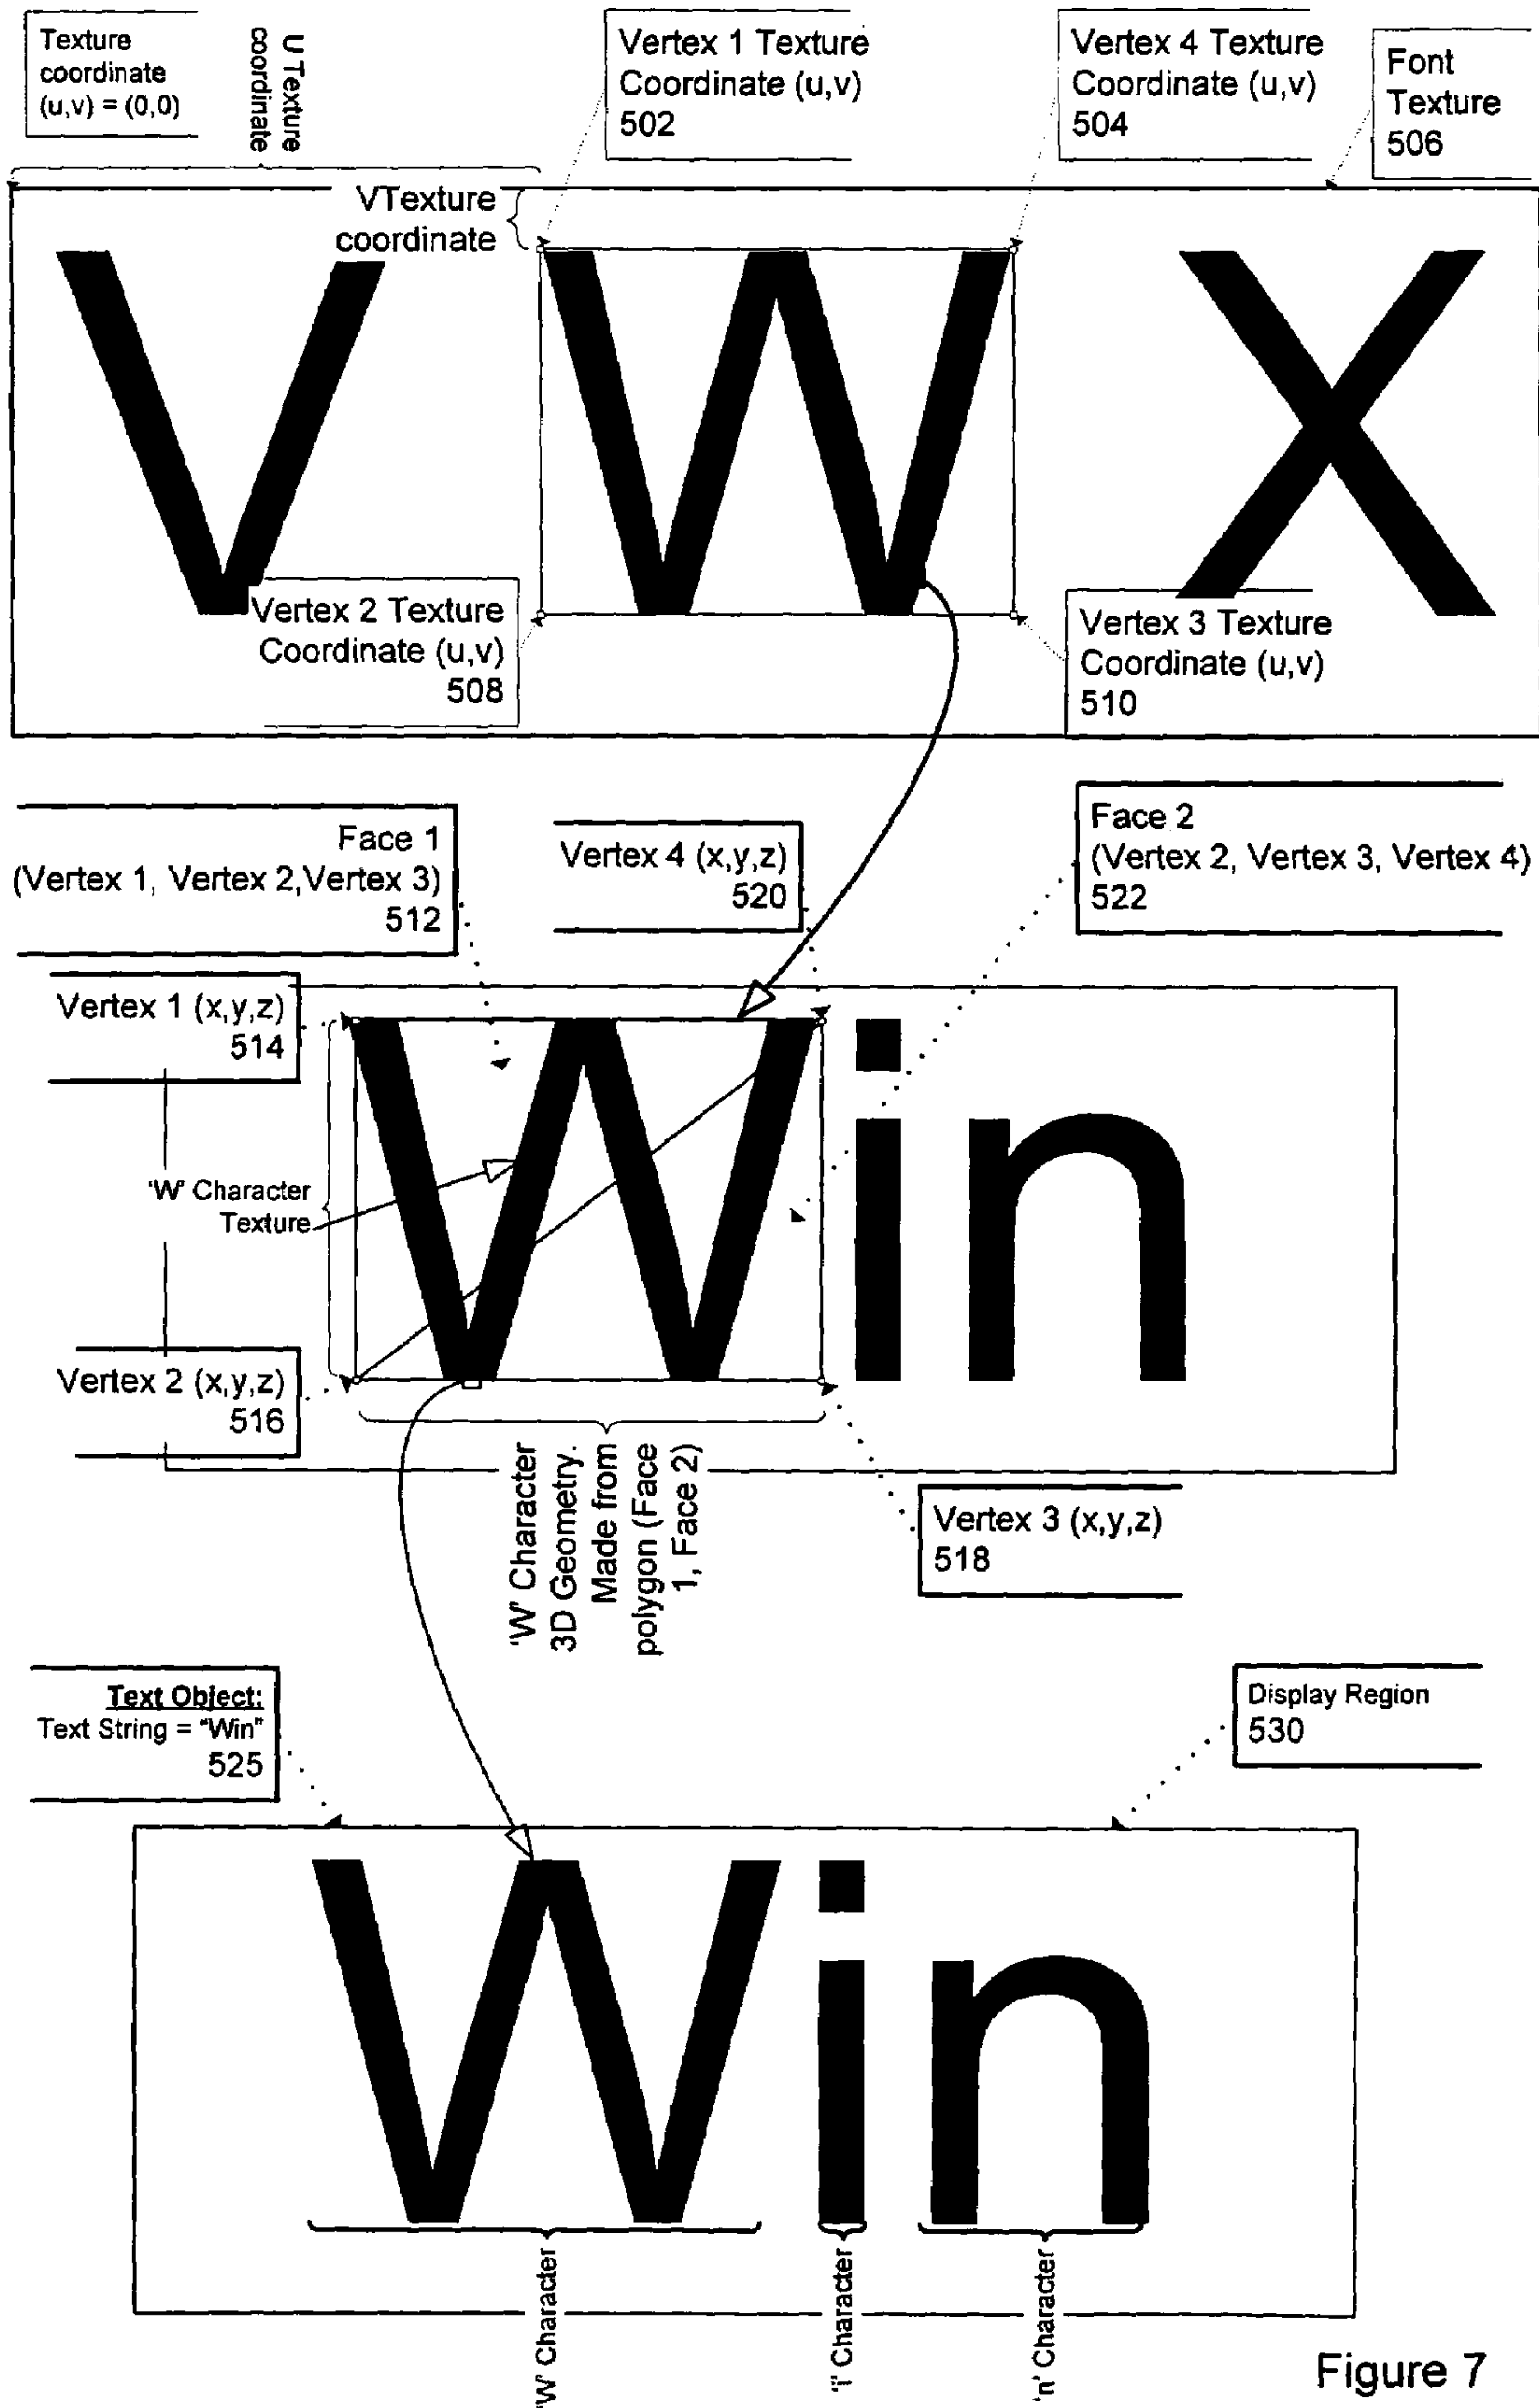 Texture
coordinate
(u,v) = (0,0)
U Texture
coordinate
Vertex 1 Texture
Coordinate (u,v)
502
Vertex 4 Texture
Coordinate (u,v)
504
Font
Texture
506
VTexture
coordinate
V W X
Vertex 2 Texture
Coordinate (u,v)
508
Vertex 3 Texture
Coordinate (u,v)
510
Face 1
(Vertex 1, Vertex 2,Vertex 3)
512
Vertex 4 (x,y,z)
520
Face 2
(Vertex 2, Vertex 3, Vertex 4)
522
Vertex 1 (x,y,z)
514
Win
'W' Character
Texture
Vertex 2 (x,y,z)
516
'W' Character
3D Geometry.
Made from
polygon (Face
1, Face 2)
Vertex 3 (x,y,z)
518
Text Object:
Text String = "Win"
525
Display Region
530
Win
'W' Character
'i' Character
'n' Character
Figure 7